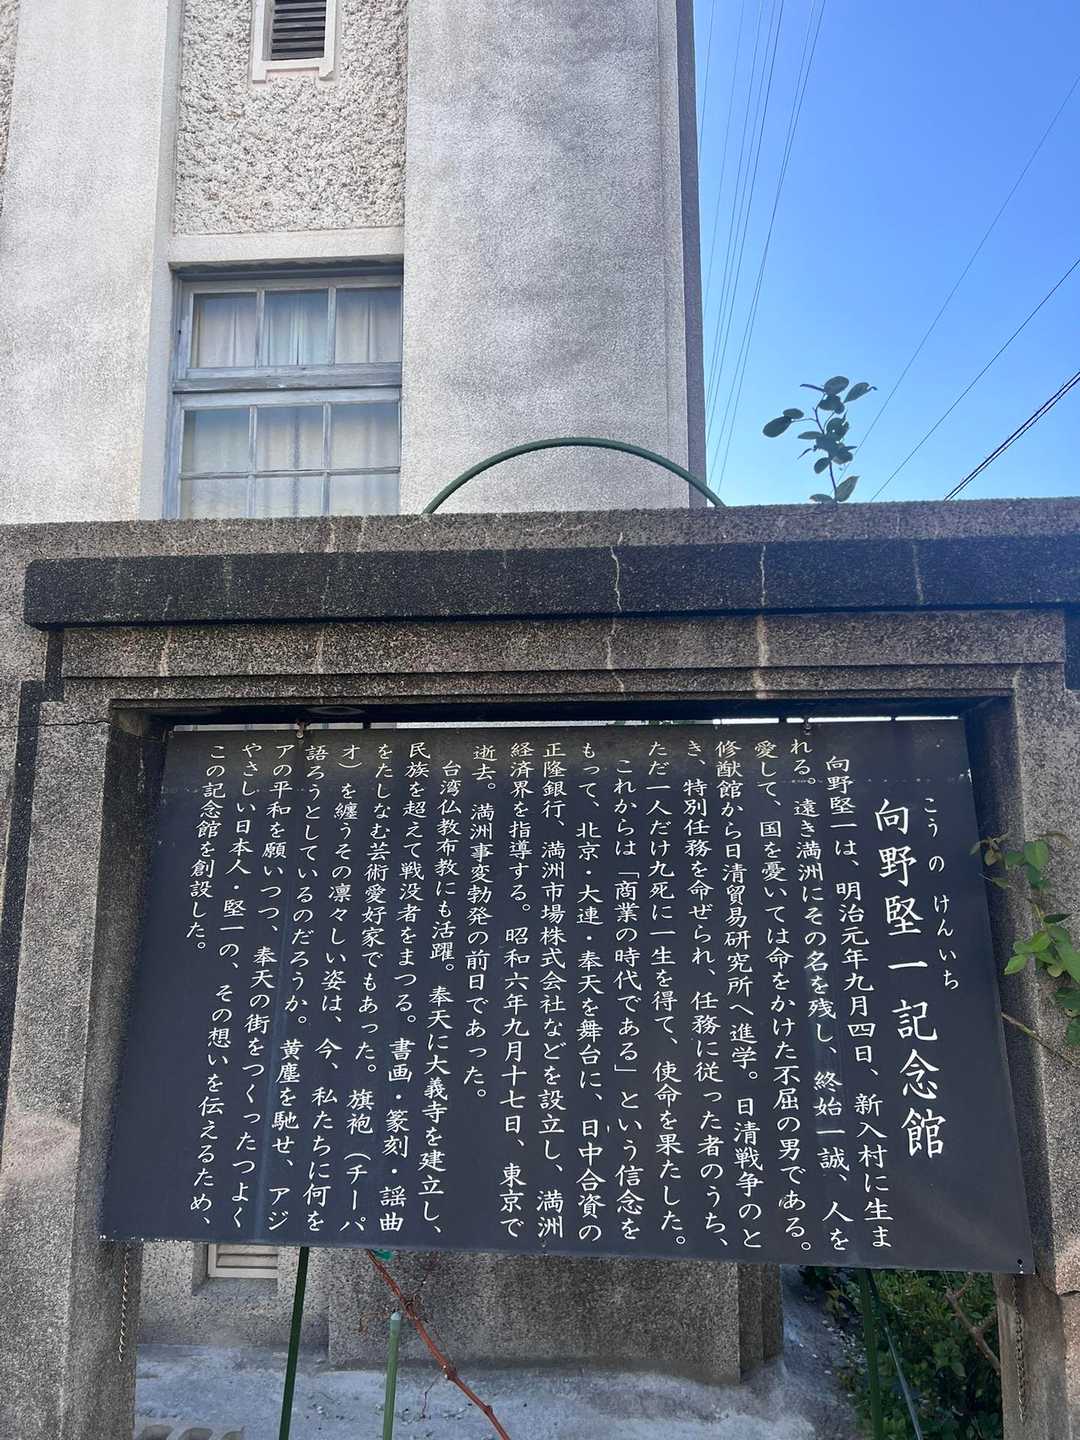 こうのけんいち
向野堅一記念館
向野堅一は、明治元年九月四日、新入村に生ま
れる。遠き満洲にその名を残し、終始一誠、人を
愛して、国を憂いては命をかけた不屈の男である。
修猷館から日清貿易研究所へ進学。日清戦争のと
き、特別任務を命ぜられ、任務に従った者のうち、
ただ一人だけ九死に一生を得て、使命を果たした。
これからは「商業の時代である」という信念を
もって、北京・大連・奉天を舞台に、日中合資の
正隆銀行、満洲市場株式会社などを設立し、満洲
経済界を指導する。昭和六年九月十七日、東京で
逝去。満洲事変勃発の前日であった。
台湾仏教布教にも活躍。奉天に大義寺を建立し、
民族を超えて戦没者をまつる。書画・篆刻・謡曲
をたしなむ芸術愛好家でもあった。旗袍（チーパ
オ）を纏うその凛々しい姿は、今、私たちに何を
語ろうとしているのだろうか。黄塵を馳せ、アジ
アの平和を願いつつ、奉天の街をつくったつよく
やさしい日本人・堅一の、その想いを伝えるため、
この記念館を創設した。